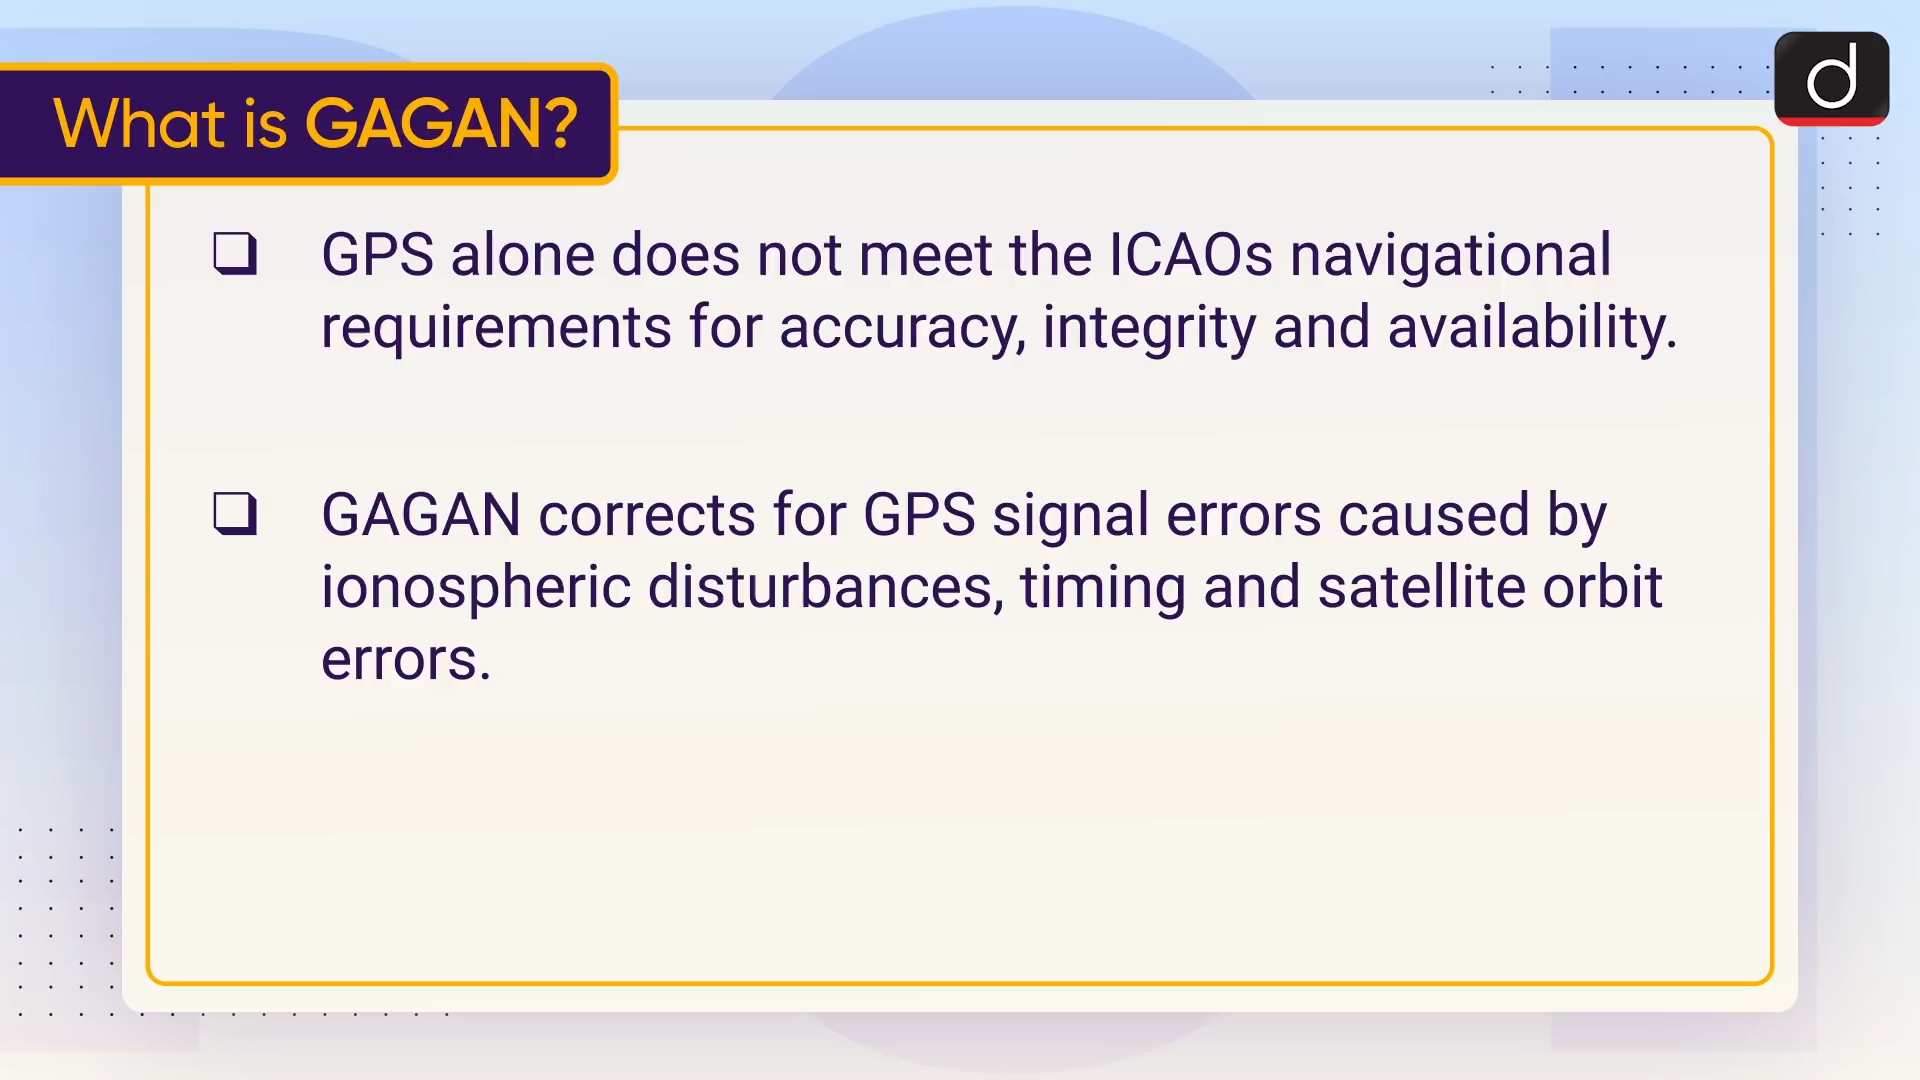 What is GAGAN?
d
❑ GPS alone does not meet the ICAOs navigational
requirements for accuracy, integrity and availability.
❑ GAGAN corrects for GPS signal errors caused by
ionospheric disturbances, timing and satellite orbit
errors.